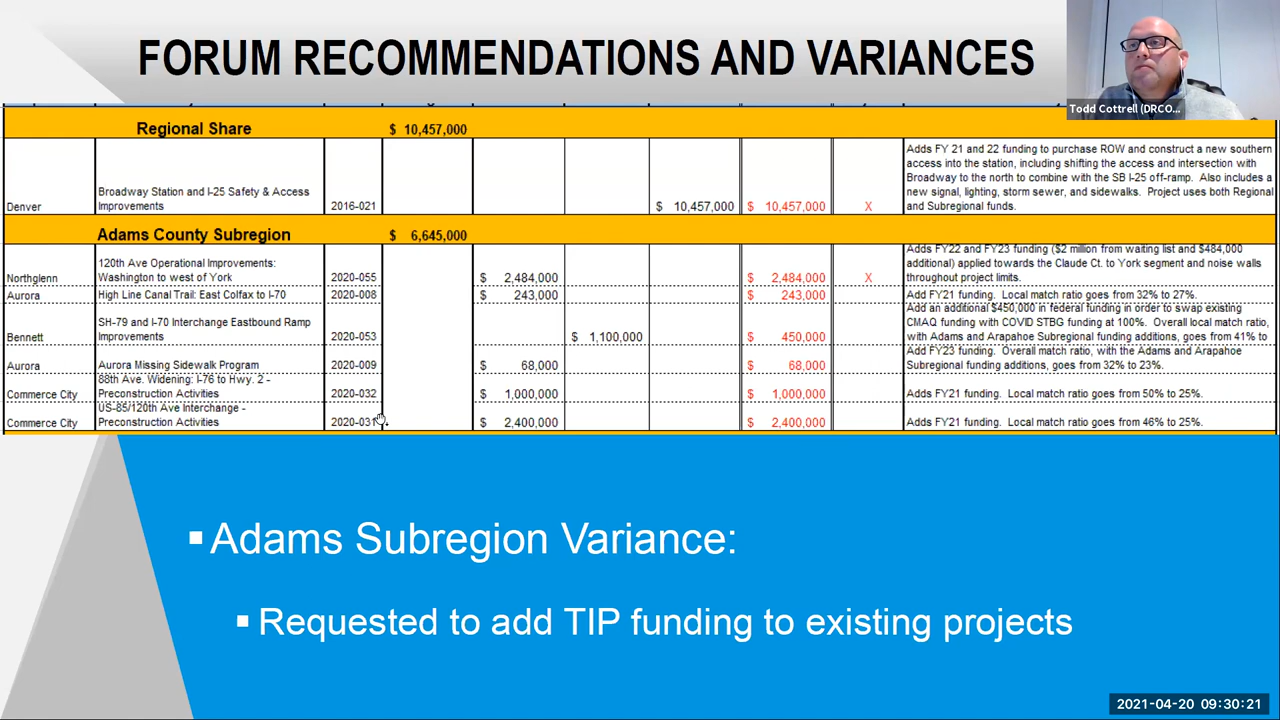 FORUM RECOMMENDATIONS AND VARIANCES
Todd Cottrell (DRCO...
Regional Share $ 10,457,000
Denver
Broadway Station and I-25 Safety & Access
Improvements
2016-021
$ 10,457,000
$ 10,457,000
X
Adds FY 21 and 22 funding to purchase ROW and construct a new southern
access into the station, including shifting the access and intersection with
Broadway to the north to combine with the SB I-25 off-ramp. Also includes a
new signal, lighting, storm sewer, and sidewalks. Project uses both Regional
and Subregional funds.
Adams County Subregion $ 6,645,000
Northglenn
120th Ave Operational Improvements:
Washington to west of York
2020-055
$ 2,484,000
$ 2,484,000
X
Adds FY22 and FY23 funding ($2 million from waiting list and $484,000
additional) applied towards the Claude Ct. to York segment and noise walls
throughout project limits.
Aurora
High Line Canal Trail: East Colfax to I-70
2020-008
$ 243,000
$ 243,000
Add FY21 funding. Local match ratio goes from 32% to 27%.
Bennett
SH-79 and I-70 Interchange Eastbound Ramp
Improvements
2020-053
$ 1,100,000
$ 450,000
Add an additional $450,000 in federal funding in order to swap existing
CMAQ funding with COVID STBG funding at 100%. Overall local match ratio,
with Adams and Arapahoe Subregional funding additions, goes from 41% to
Aurora
Aurora Missing Sidewalk Program
2020-009
$ 68,000
$ 68,000
Add FY23 funding. Overall match ratio, with the Adams and Arapahoe
Subregional funding additions, goes from 32% to 23%.
Commerce City
88th Ave. Widening: I-76 to Hwy. 2 -
Preconstruction Activities
2020-032
$ 1,000,000
$ 1,000,000
Adds FY21 funding. Local match ratio goes from 50% to 25%.
Commerce City
US-85/120th Ave Interchange -
Preconstruction Activities
2020-031
$ 2,400,000
$ 2,400,000
Adds FY21 funding. Local match ratio goes from 46% to 25%.
Adams Subregion Variance:
Requested to add TIP funding to existing projects
2021-04-20 09:30:21